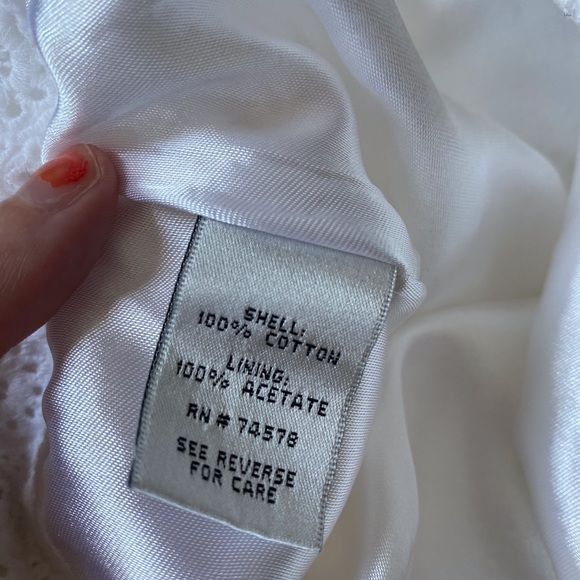 SHELL:
100% COTTON
LINING:
100% ACETATE
RN # 74578
SEE REVERSE
FOR CARE